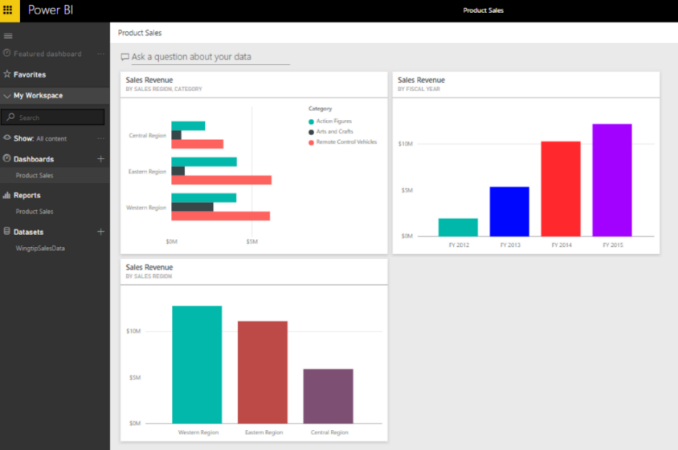 Power BI
Product Sales
Featured dashboard
Favorites
My Workspace
Search
Show: All content
Dashboards
Product Sales
Reports
Product Sales
Datasets
WingtipSalesData
Product Sales
Ask a question about your data
Sales Revenue
BY SALES REGION, CATEGORY
Category
Action Figures
Arts and Crafts
Remote Control Vehicles
Central Region
Eastern Region
Western Region
$0M $1M
Sales Revenue
BY FISCAL YEAR
$10M
$5M
$0M
FY 2012 FY 2013 FY 2014 FY 2015
Sales Revenue
BY SALES REGION
$10M
$5M
$0M
Western Region Eastern Region Central Region